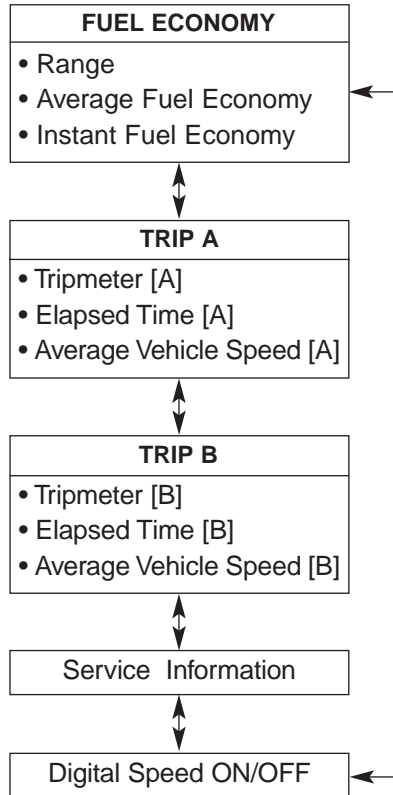 FUEL ECONOMY
• Range
• Average Fuel Economy
• Instant Fuel Economy
TRIP A
• Tripmeter [A]
• Elapsed Time [A]
• Average Vehicle Speed [A]
TRIP B
• Tripmeter [B]
• Elapsed Time [B]
• Average Vehicle Speed [B]
Service Information
Digital Speed ON/OFF